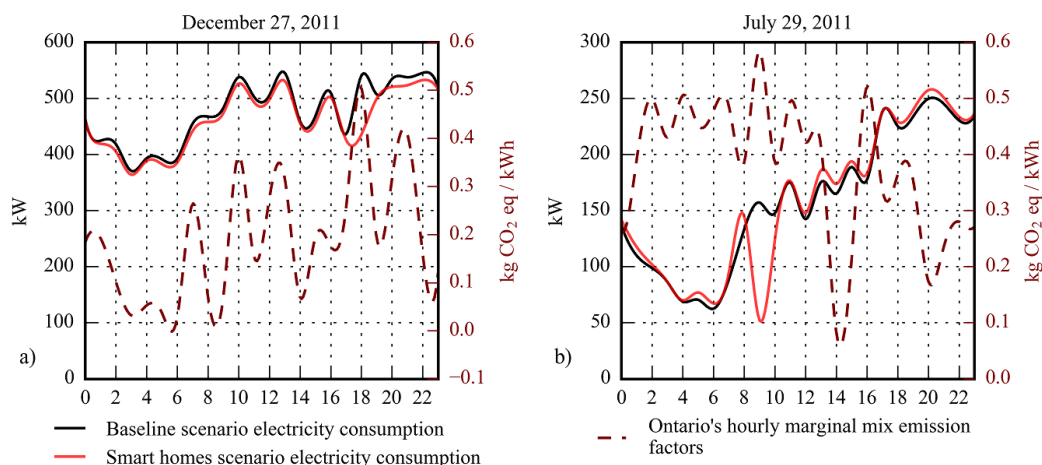 December 27, 2011
600
500
400
300
200
100
0
kW
0.6
0.5
0.4
0.3
0.2
0.1
0.0
−0.1
kg CO₂ eq / kWh
a)
0 2 4 6 8 10 12 14 16 18 20 22
July 29, 2011
300
250
200
150
100
50
0
kW
0.6
0.5
0.4
0.3
0.2
0.1
0.0
kg CO₂ eq / kWh
b)
0 2 4 6 8 10 12 14 16 18 20 22
Baseline scenario electricity consumption
Smart homes scenario electricity consumption
Ontario's hourly marginal mix emission
factors